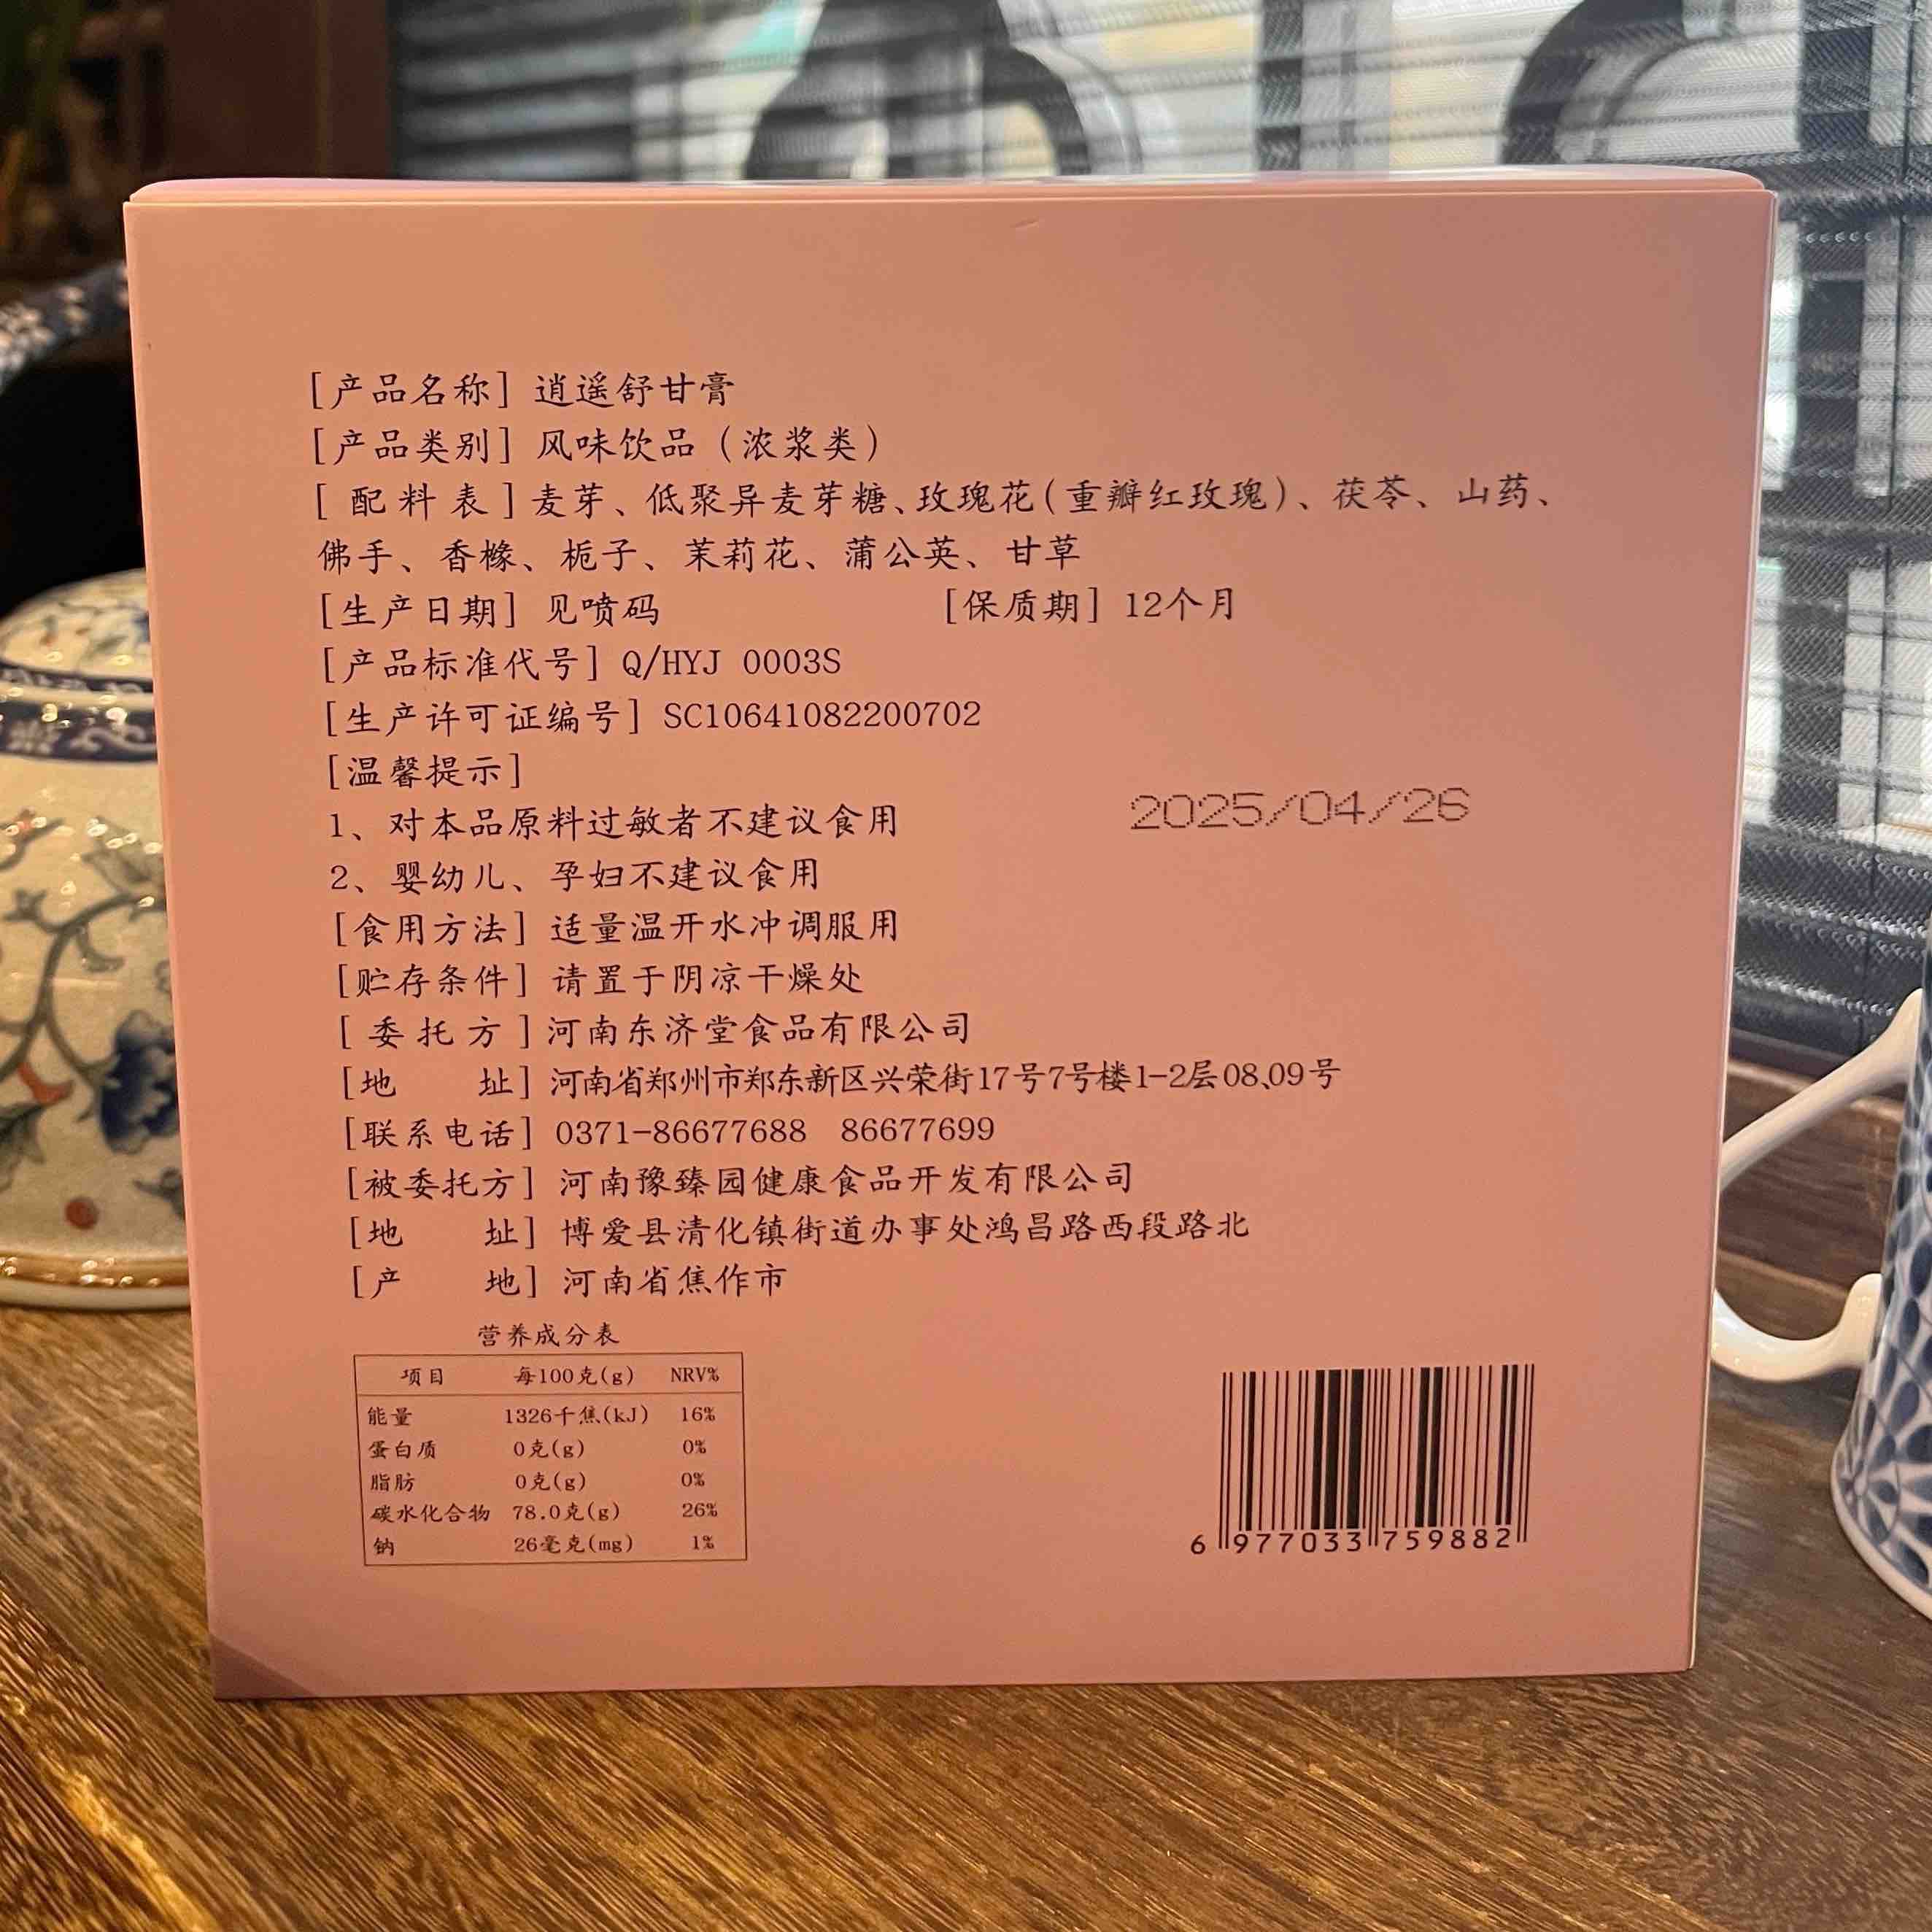 [产品名称] 逍遥舒甘膏
[产品类别] 风味饮品（浓浆类）
[配料表] 麦芽、低聚异麦芽糖、玫瑰花(重瓣红玫瑰)、茯苓、山药、
佛手、香橼、栀子、茉莉花、蒲公英、甘草
[生产日期] 见喷码 [保质期] 12个月
[产品标准代号] Q/HYJ 0003S
[生产许可证编号] SC10641082200702
[温馨提示]
1、对本品原料过敏者不建议食用
2025/04/26
2、婴幼儿、孕妇不建议食用
[食用方法] 适量温开水冲调服用
[贮存条件] 请置于阴凉干燥处
[委托方] 河南东济堂食品有限公司
[地 址] 河南省郑州市郑东新区兴荣街17号7号楼1-2层08、09号
[联系电话] 0371-86677688 86677699
[被委托方] 河南豫臻园健康食品开发有限公司
[地 址] 博爱县清化镇街道办事处鸿昌路西段路北
[产 地] 河南省焦作市
营养成分表
项目 每100克(g) NRV%
能量 1326千焦(kJ) 16%
蛋白质 0克(g) 0%
脂肪 0克(g) 0%
碳水化合物 78.0克(g) 26%
钠 26毫克(mg) 1%
6 977033 759882